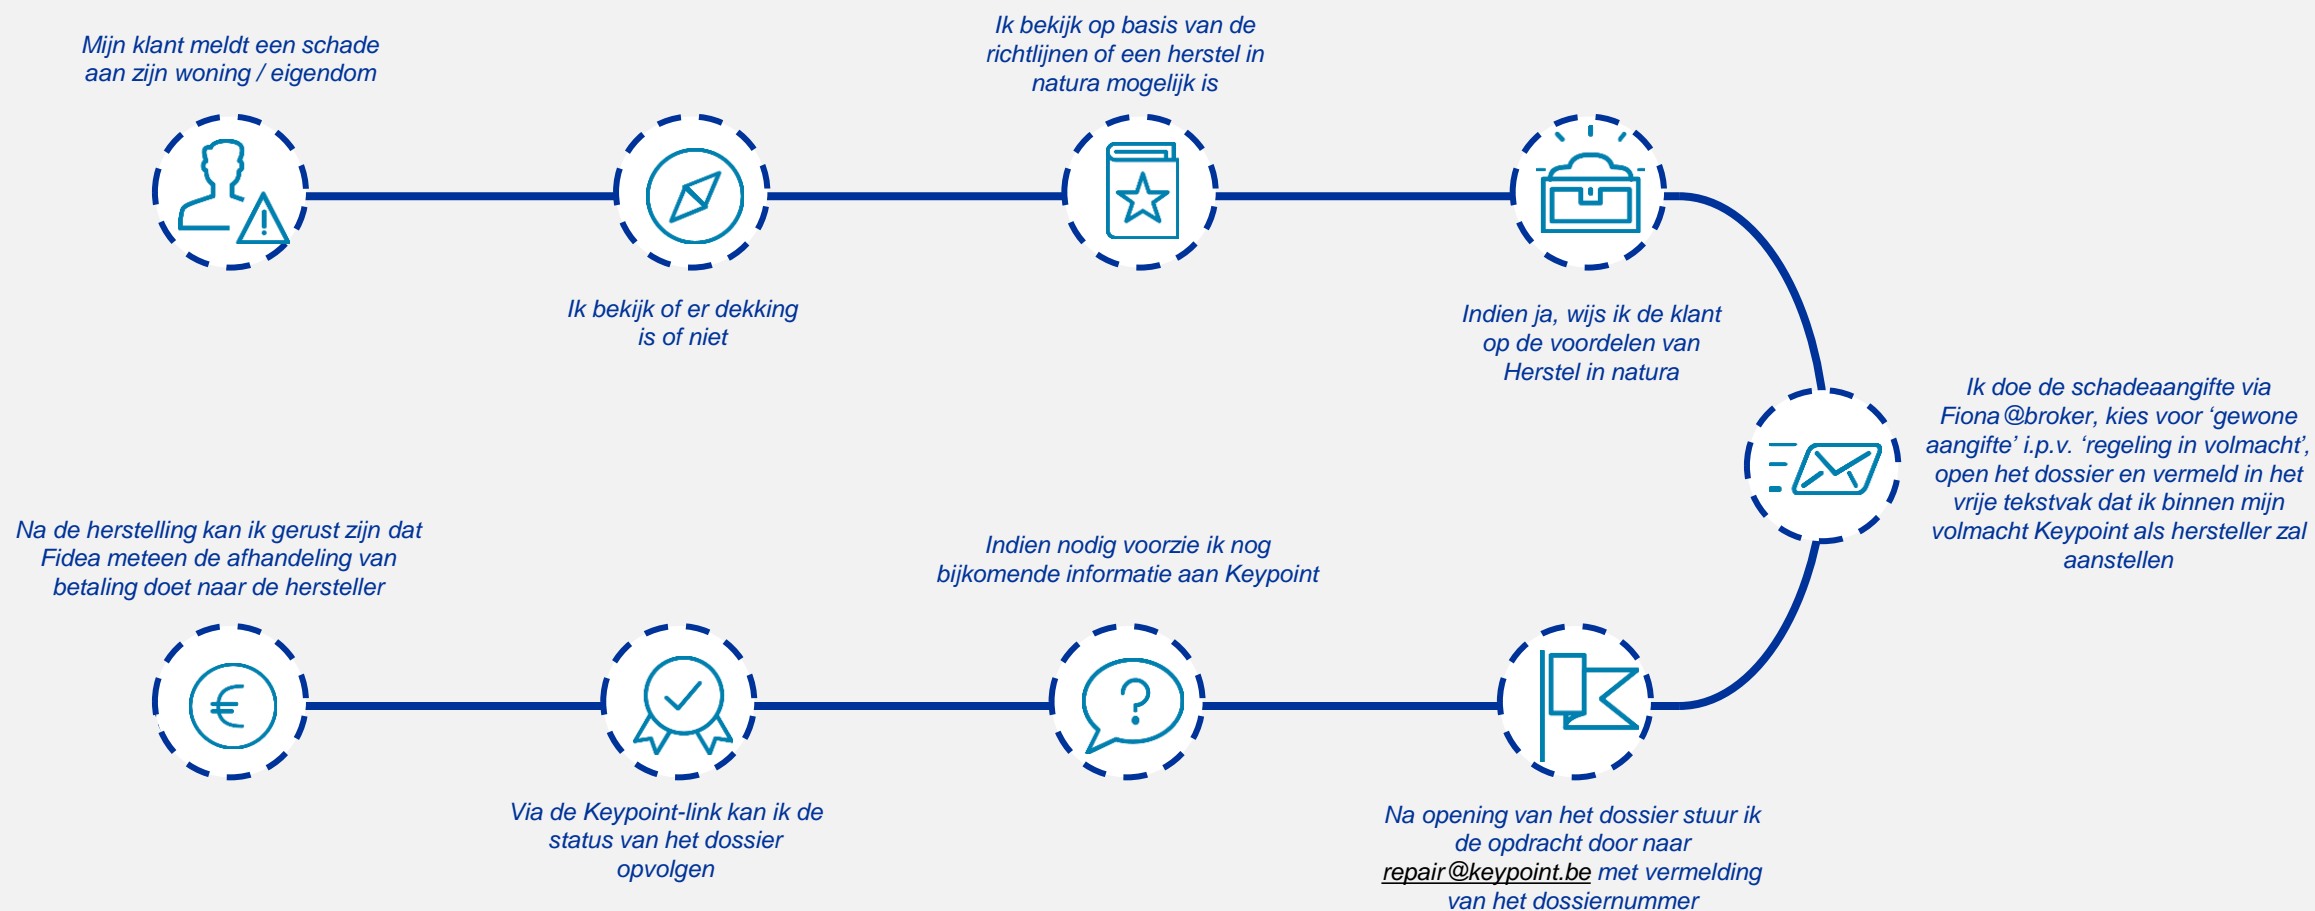 Mijn klant meldt een schade
aan zijn woning / eigendom
Ik bekijk of er dekking
is of niet
Ik bekijk op basis van de
richtlijnen of een herstel in
natura mogelijk is
Indien ja, wijs ik de klant
op de voordelen van
Herstel in natura
Ik doe de schadeaangifte via
Fiona@broker, kies voor ‘gewone
aangifte’ i.p.v. ‘regeling in volmacht’,
open het dossier en vermeld in het
vrije tekstvak dat ik binnen mijn
volmacht Keypoint als hersteller zal
aanstellen
Na opening van het dossier stuur ik
de opdracht door naar
repair@keypoint.be met vermelding
van het dossiernummer
Indien nodig voorzie ik nog
bijkomende informatie aan Keypoint
Via de Keypoint-link kan ik de
status van het dossier
opvolgen
Na de herstelling kan ik gerust zijn dat
Fidea meteen de afhandeling van
betaling doet naar de hersteller